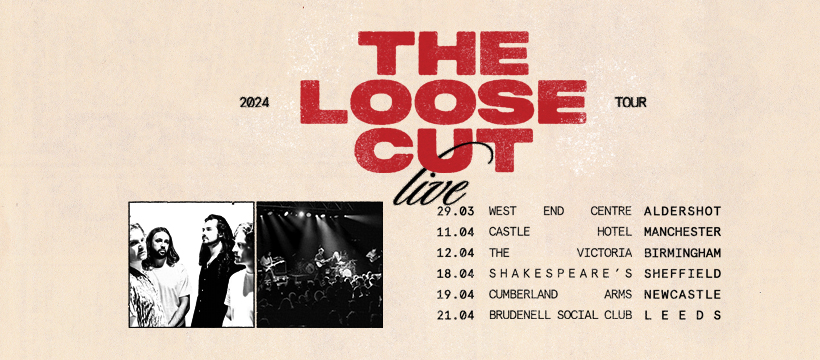 THE
2024 LOOSE TOUR
CUT
live
29.03 WEST END CENTRE ALDERSHOT
11.04 CASTLE HOTEL MANCHESTER
12.04 THE VICTORIA BIRMINGHAM
18.04 SHAKESPEARE'S SHEFFIELD
19.04 CUMBERLAND ARMS NEWCASTLE
21.04 BRUDENELL SOCIAL CLUB LEEDS